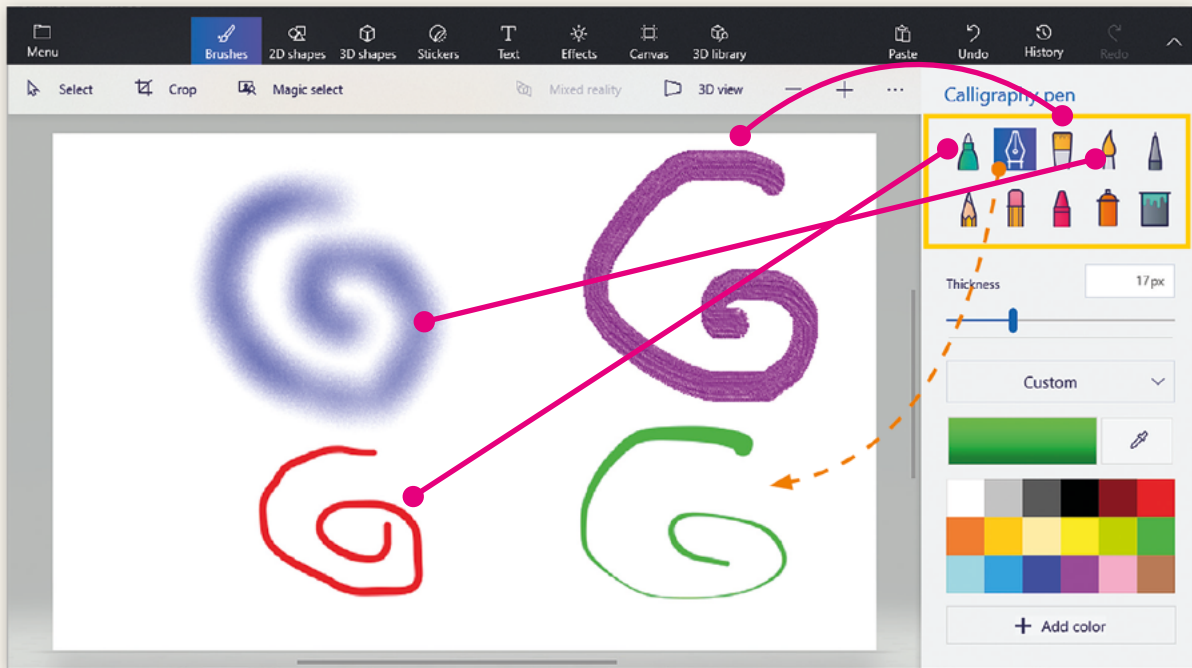 Menu
Brushes
2D shapes
3D shapes
Stickers
Text
Effects
Canvas
3D library
Paste
Undo
History
Redo
Select
Crop
Magic select
Mixed reality
3D view
Calligraphy pen
Thickness
17px
Custom
Add color